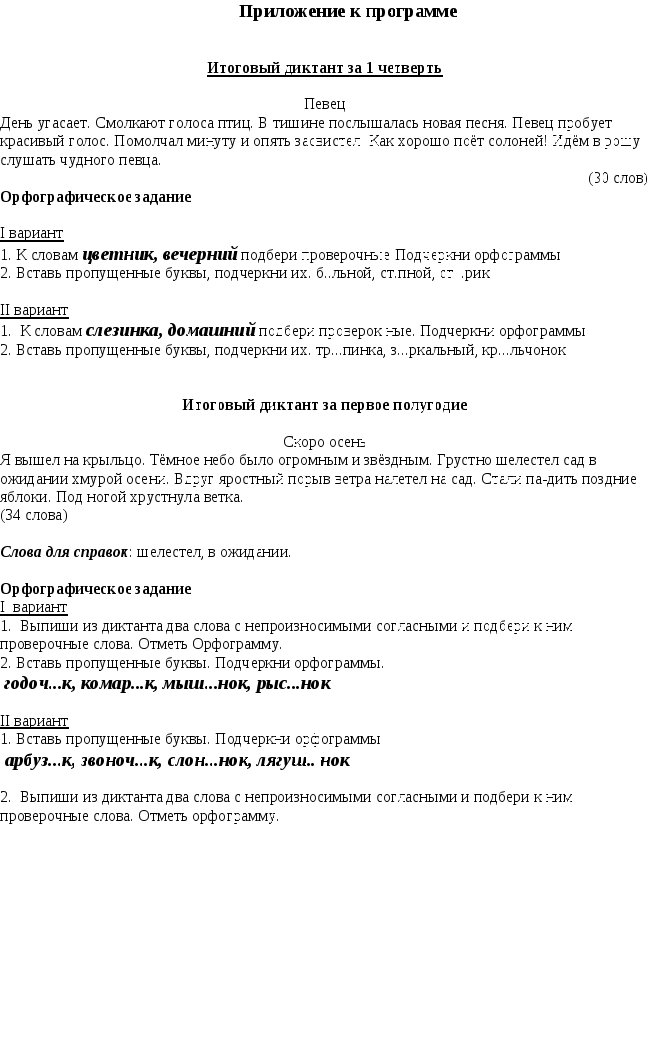 Приложение к программе
Итоговый диктант за 1 четверть
Певец
День угасает. Смолкают голоса птиц. В тишине послышалась новая песня. Певец пробует
красивый голос. Помолчал минуту и опять засвистел. Как хорошо поёт соловей! Идём в рощу
слушать чудного певца.
(30 слов)
Орфографическое задание
I вариант
1. К словам цветник, вечерний подбери проверочные Подчеркни орфограммы
2. Вставь пропущенные буквы, подчеркни их. б..льной, ст.пной, ст...рик
II вариант
1. К словам слезинка, домашний подбери проверочные. Подчеркни орфограммы
2. Вставь пропущенные буквы, подчеркни их. тр...пинка, з...ркальный, кр...льчонок
Итоговый диктант за первое полугодие
Скоро осень
Я вышел на крыльцо. Тёмное небо было огромным и звёздным. Грустно шелестел сад в
ожидании хмурой осени. Вдруг яростный порыв ветра налетел на сад. Стали па-дить поздние
яблоки. Под ногой хрустнула ветка.
(34 слова)
Слова для справок: шелестел, в ожидании.
Орфографическое задание
I вариант
1. Выпиши из диктанта два слова с непроизносимыми согласными и подбери к ним
проверочные слова. Отметь Орфограмму.
2. Вставь пропущенные буквы. Подчеркни орфограммы.
годоч...к, комар...к, мыш...нок, рыс...нок
II вариант
1. Вставь пропущенные буквы. Подчеркни орфограммы
арбуз...к, звоноч...к, слон...нок, лягуш.. нок
2. Выпиши из диктанта два слова с непроизносимыми согласными и подбери к ним
проверочные слова. Отметь орфограмму.